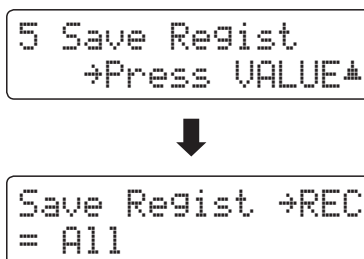 5 Save Regist
→Press VALUE▲
Save Regist →REC
= All